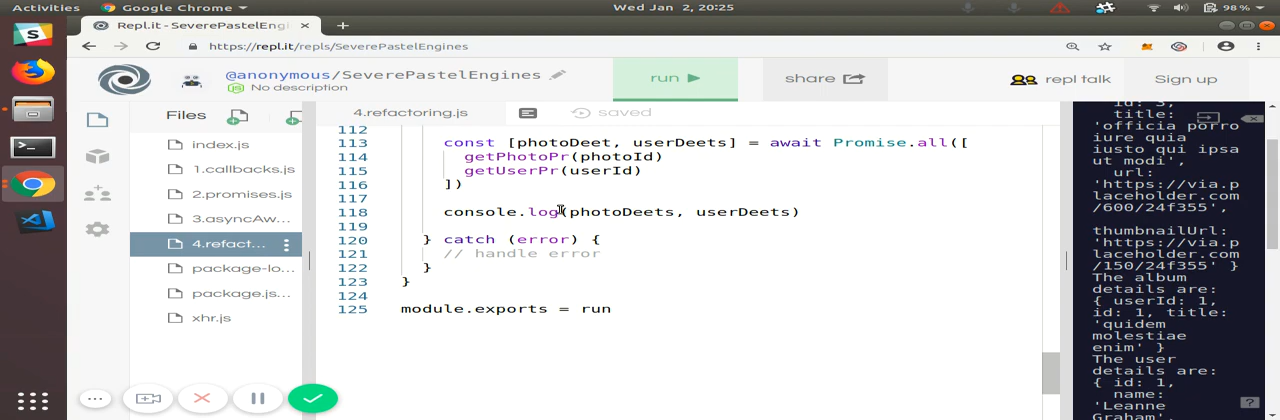 Activities
Google Chrome
Wed Jan 2, 20:25
98 %
Repl.it - SeverePastelEngi
https://repl.it/repls/SeverePastelEngines
@anonymous/SeverePastelEngines
No description
run
share
repl talk
Sign up
Files
index.js
1.callbacks.js
2.promises.js
3.asyncAw...
4.refact...
package-lo...
package.js...
xhr.js
4.refactoring.js
saved
112
113 const [photoDeet, userDeets] = await Promise.all([
114 getPhotoPr(photoId)
115 getUserPr(userId)
116 ])
117
118 console.log(photoDeets, userDeets)
119
120 } catch (error) {
121 // handle error
122 }
123 }
124
125 module.exports = run
id: 3,
title:
'officia porro
iure quia
iusto qui ipsa
ut modi',
url:
'https://via.p
laceholder.com
/600/24f355',
thumbnailUrl:
'https://via.p
laceholder.com
/150/24f355' }
The album
details are:
{ userId: 1,
id: 1, title:
'quidem
molestiae
enim' }
The user
details are:
{ id: 1,
name:
'Leanne
Graham',